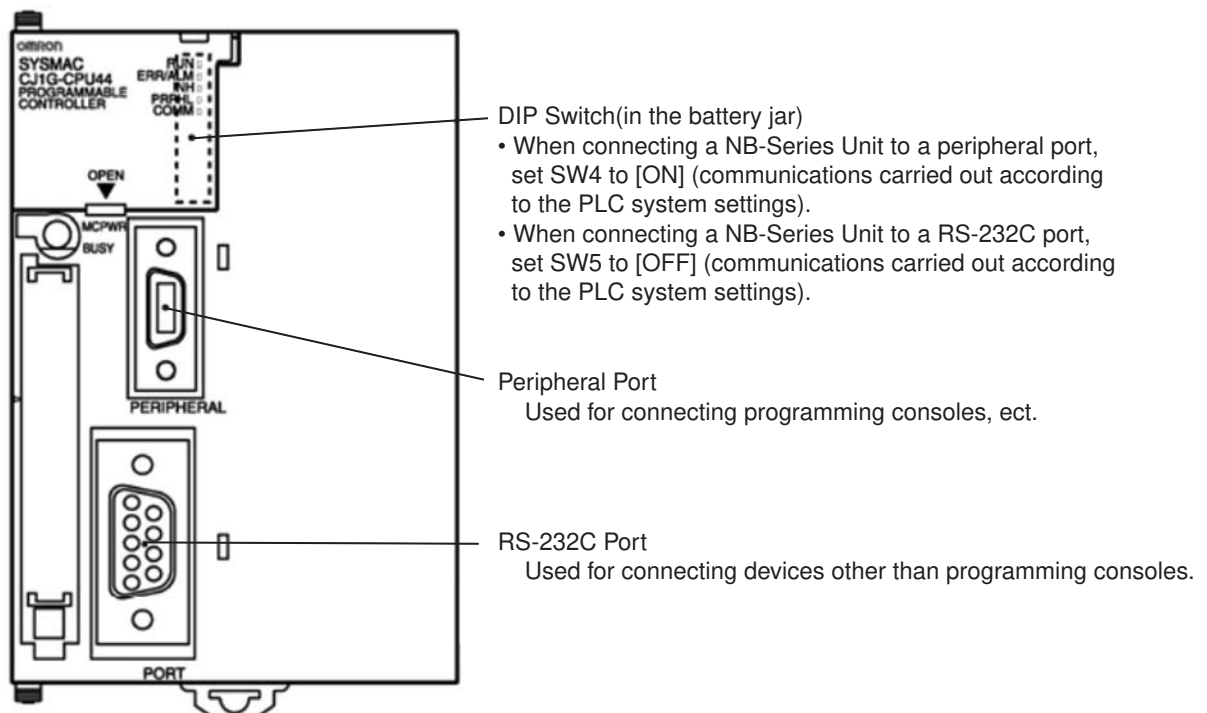 omron
SYSMAC
CJ1G-CPU44
PROGRAMMABLE
CONTROLLER
RUN
ERR/ALM
INH
PRPHL
COMM
OPEN
MCPWR
BUSY
PERIPHERAL
PORT
DIP Switch(in the battery jar)
• When connecting a NB-Series Unit to a peripheral port,
set SW4 to [ON] (communications carried out according
to the PLC system settings).
• When connecting a NB-Series Unit to a RS-232C port,
set SW5 to [OFF] (communications carried out according
to the PLC system settings).
Peripheral Port
Used for connecting programming consoles, ect.
RS-232C Port
Used for connecting devices other than programming consoles.